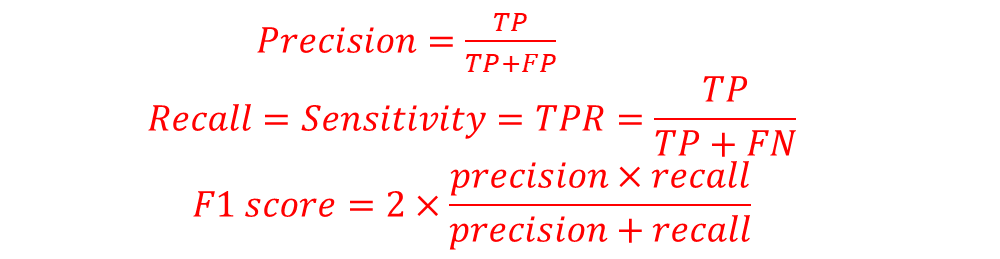 Precision = TP / TP+FP
Recall = Sensitivity = TPR = TP / TP + FN
F1 score = 2 × precision × recall / precision + recall